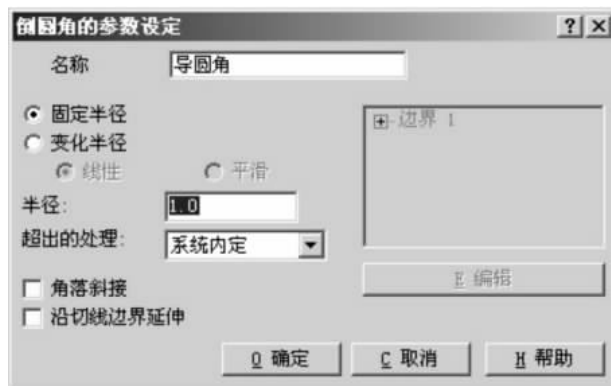 倒圆角的参数设定
名称 导圆角
固定半径
变化半径
线性 平滑
边界 1
半径: 1.0
超出的处理: 系统内定
E 编辑
角落斜接
沿切线边界延伸
O 确定 C 取消 H 帮助